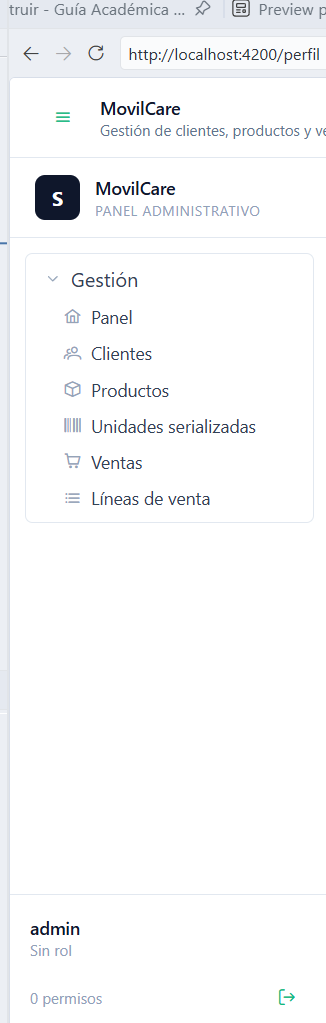 truir - Guía Académica ...
Preview p
http://localhost:4200/perfil
MovilCare
Gestión de clientes, productos y ve
S
MovilCare
PANEL ADMINISTRATIVO
Gestión
Panel
Clientes
Productos
Unidades serializadas
Ventas
Líneas de venta
admin
Sin rol
0 permisos